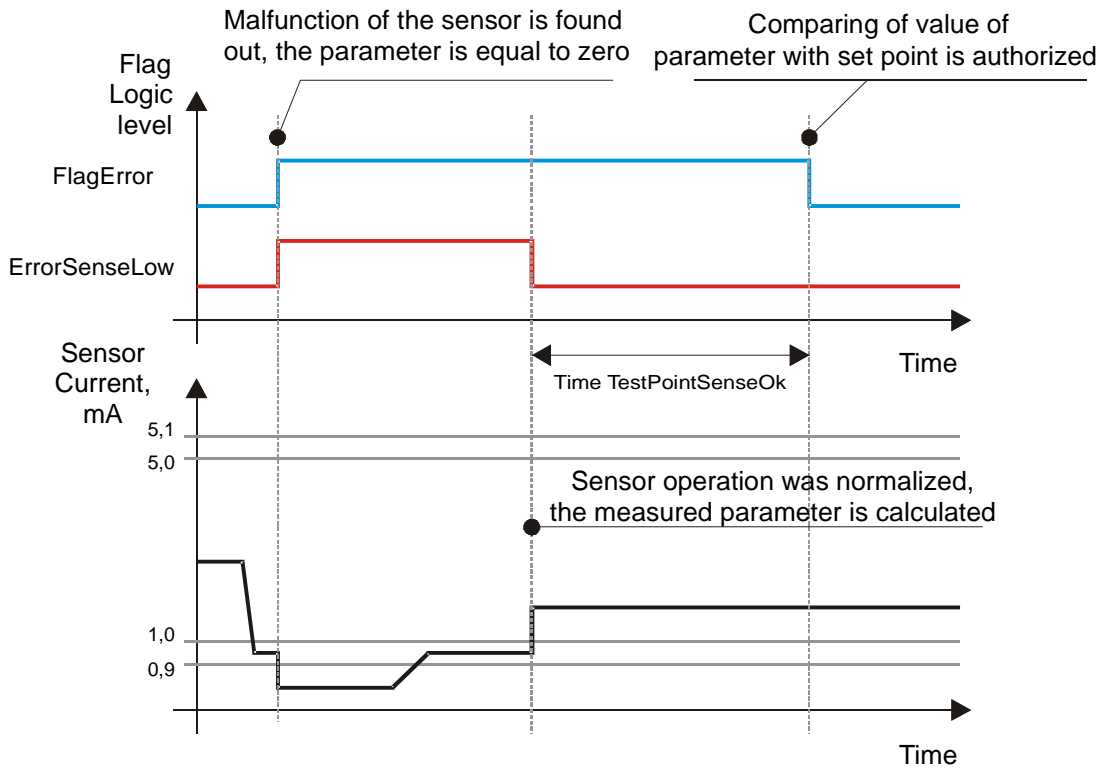 Malfunction of the sensor is found
out, the parameter is equal to zero
Comparing of value of
parameter with set point is authorized
Flag
Logic
level
FlagError
ErrorSenseLow
Time
Time TestPointSenseOk
Sensor
Current,
mA
5,1
5,0
Sensor operation was normalized,
the measured parameter is calculated
1,0
0,9
Time